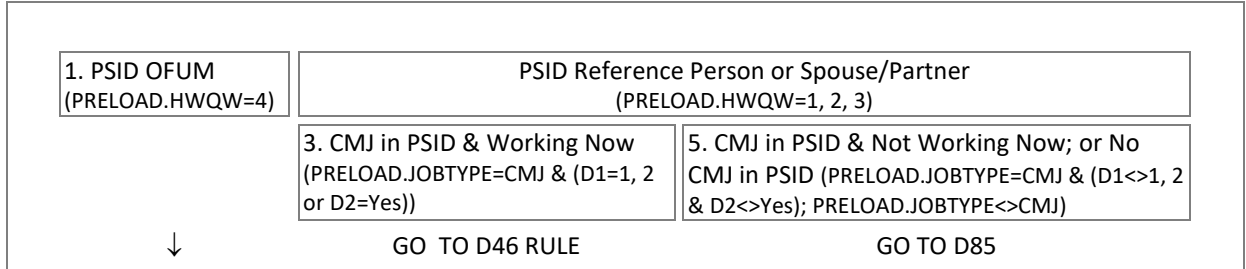 1. PSID OFUM
(PRELOAD.HWQW=4)
PSID Reference Person or Spouse/Partner
(PRELOAD.HWQW=1, 2, 3)
3. CMJ in PSID & Working Now
(PRELOAD.JOBTYPE=CMJ & (D1=1, 2
or D2=Yes))
5. CMJ in PSID & Not Working Now; or No
CMJ in PSID (PRELOAD.JOBTYPE=CMJ & (D1<>1, 2
& D2<>Yes); PRELOAD.JOBTYPE<>CMJ)
↓
GO TO D46 RULE
GO TO D85